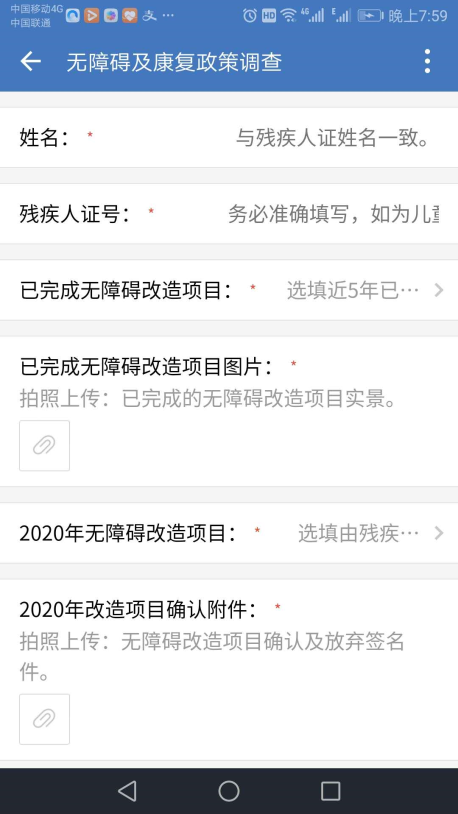 中国移动4G
中国联通
HD 4G E 晚上7:59
无障碍及康复政策调查
姓名： * 与残疾人证姓名一致。
残疾人证号： * 务必准确填写，如为儿童
已完成无障碍改造项目： * 选填近5年已…
已完成无障碍改造项目图片： *
拍照上传：已完成的无障碍改造项目实景。
2020年无障碍改造项目： * 选填由残疾…
2020年改造项目确认附件： *
拍照上传：无障碍改造项目确认及放弃签名
件。